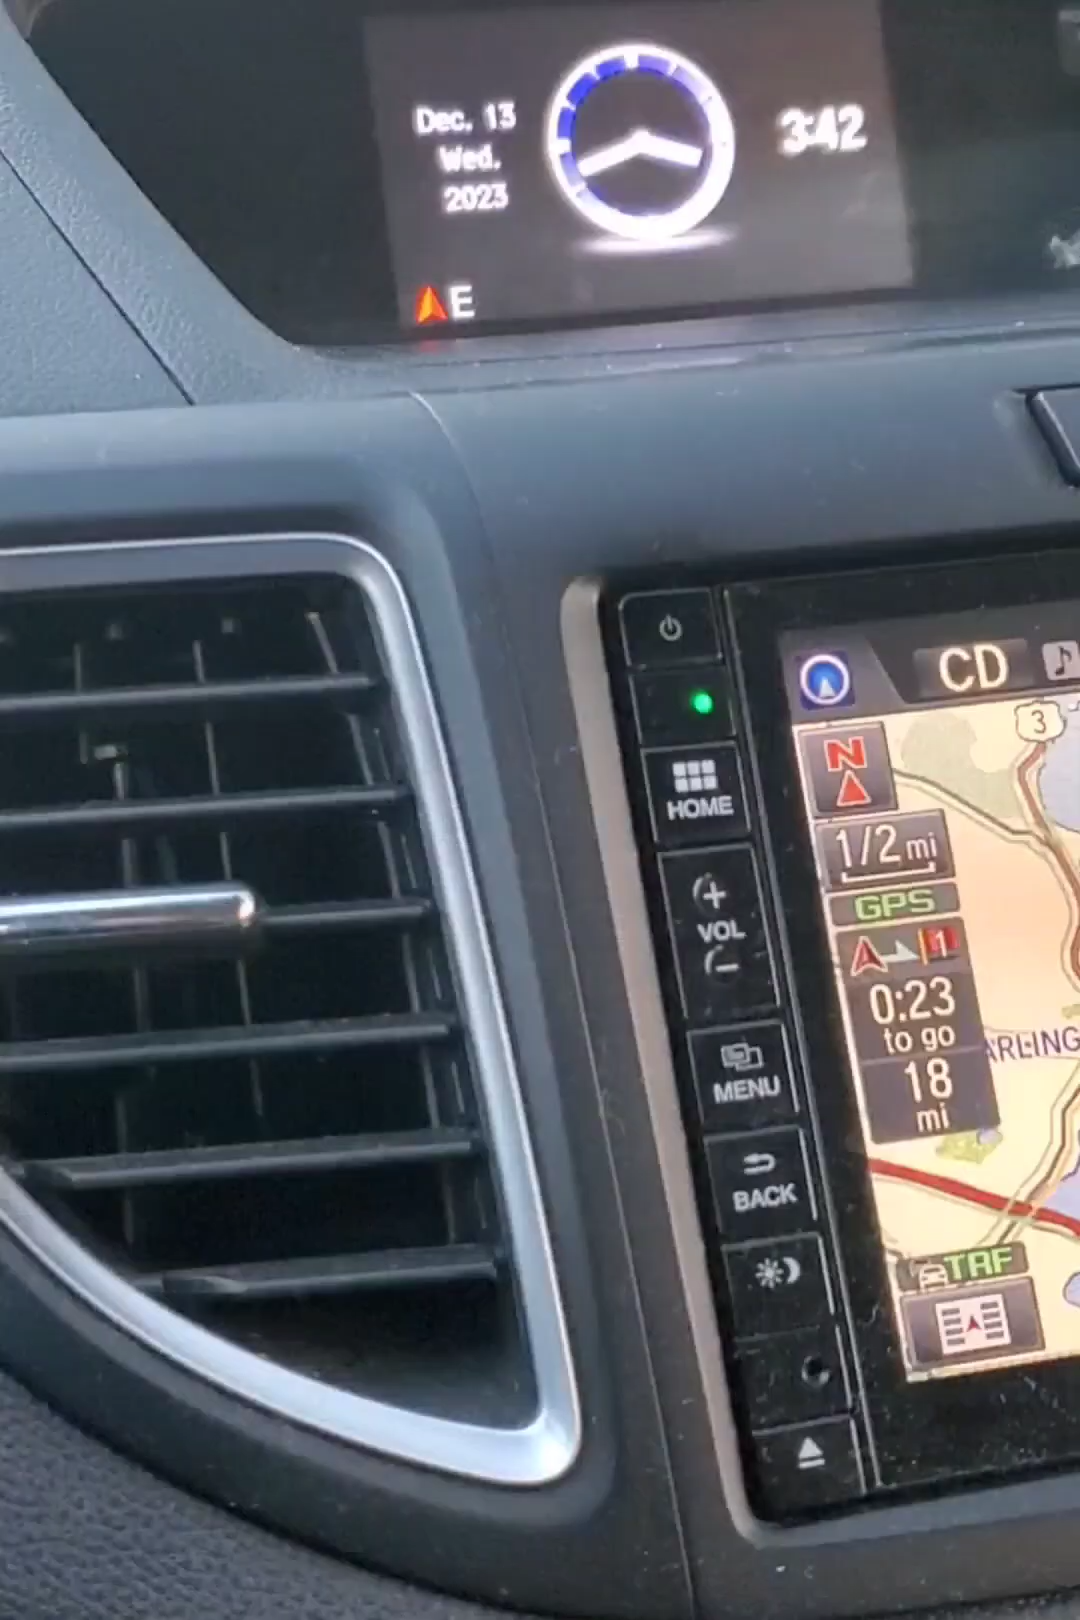 Dec. 13
Wed.
2023
3:42
E
CD
3
N
HOME
1/2 mi
GPS
VOL
1
0:23
to go
18
mi
ARLING
MENU
BACK
TRF